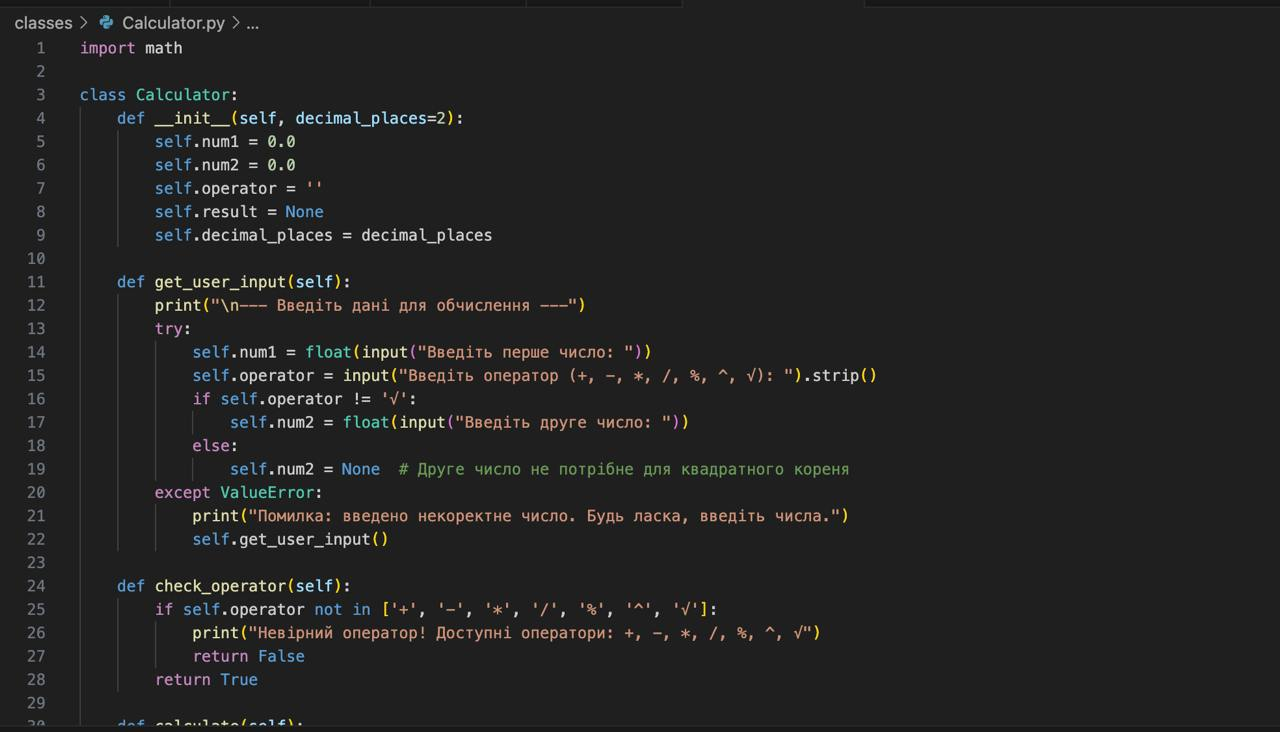 classes > Calculator.py > ...
1 import math
2
3 class Calculator:
4     def __init__(self, decimal_places=2):
5         self.num1 = 0.0
6         self.num2 = 0.0
7         self.operator = ''
8         self.result = None
9         self.decimal_places = decimal_places
10
11     def get_user_input(self):
12         print("\n--- Введіть дані для обчислення ---")
13         try:
14             self.num1 = float(input("Введіть перше число: "))
15             self.operator = input("Введіть оператор (+, -, *, /, %, ^, √): ").strip()
16             if self.operator != '√':
17                 self.num2 = float(input("Введіть друге число: "))
18             else:
19                 self.num2 = None  # Друге число не потрібне для квадратного кореня
20         except ValueError:
21             print("Помилка: введено некоректне число. Будь ласка, введіть числа.")
22             self.get_user_input()
23
24     def check_operator(self):
25         if self.operator not in ['+', '-', '*', '/', '%', '^', '√']:
26             print("Невірний оператор! Доступні оператори: +, -, *, /, %, ^, √")
27             return False
28         return True
29
30     def calculate(self):